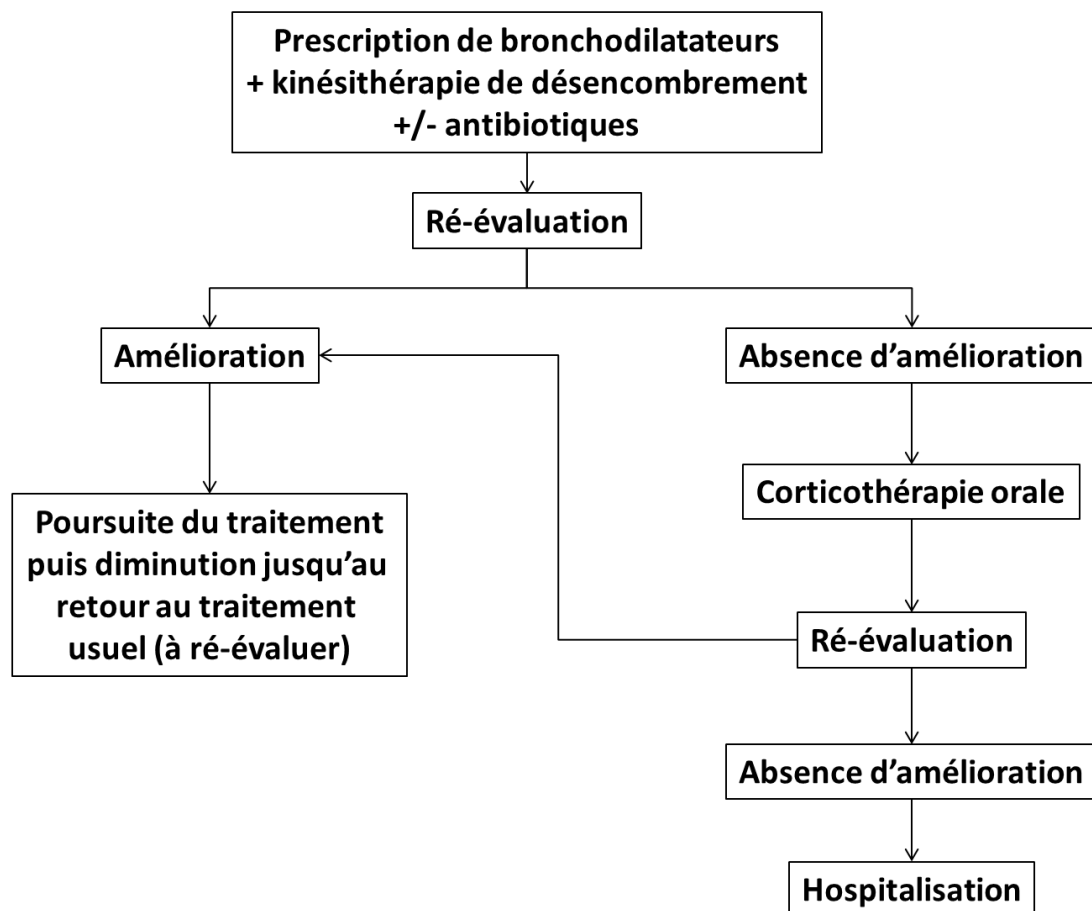 Prescription de bronchodilatateurs
+ kinésithérapie de désencombrement
+/- antibiotiques
Ré-évaluation
Amélioration
Absence d’amélioration
Corticothérapie orale
Poursuite du traitement
puis diminution jusqu’au
retour au traitement
usuel (à ré-évaluer)
Ré-évaluation
Absence d’amélioration
Hospitalisation